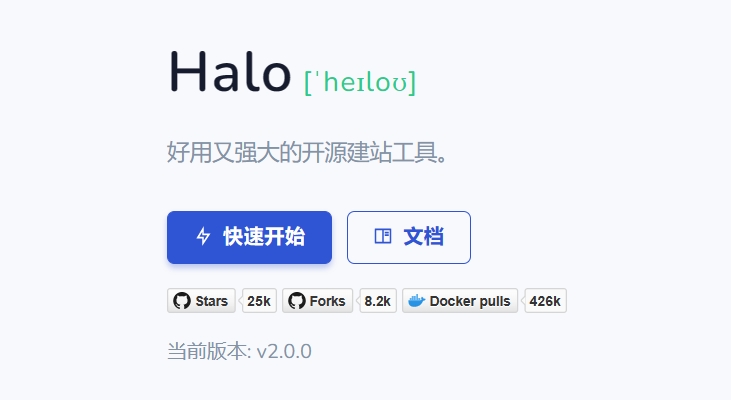 Halo [ˈheɪloʊ]
好用又强大的开源建站工具。
快速开始 文档
Stars 25k Forks 8.2k Docker pulls 426k
当前版本: v2.0.0